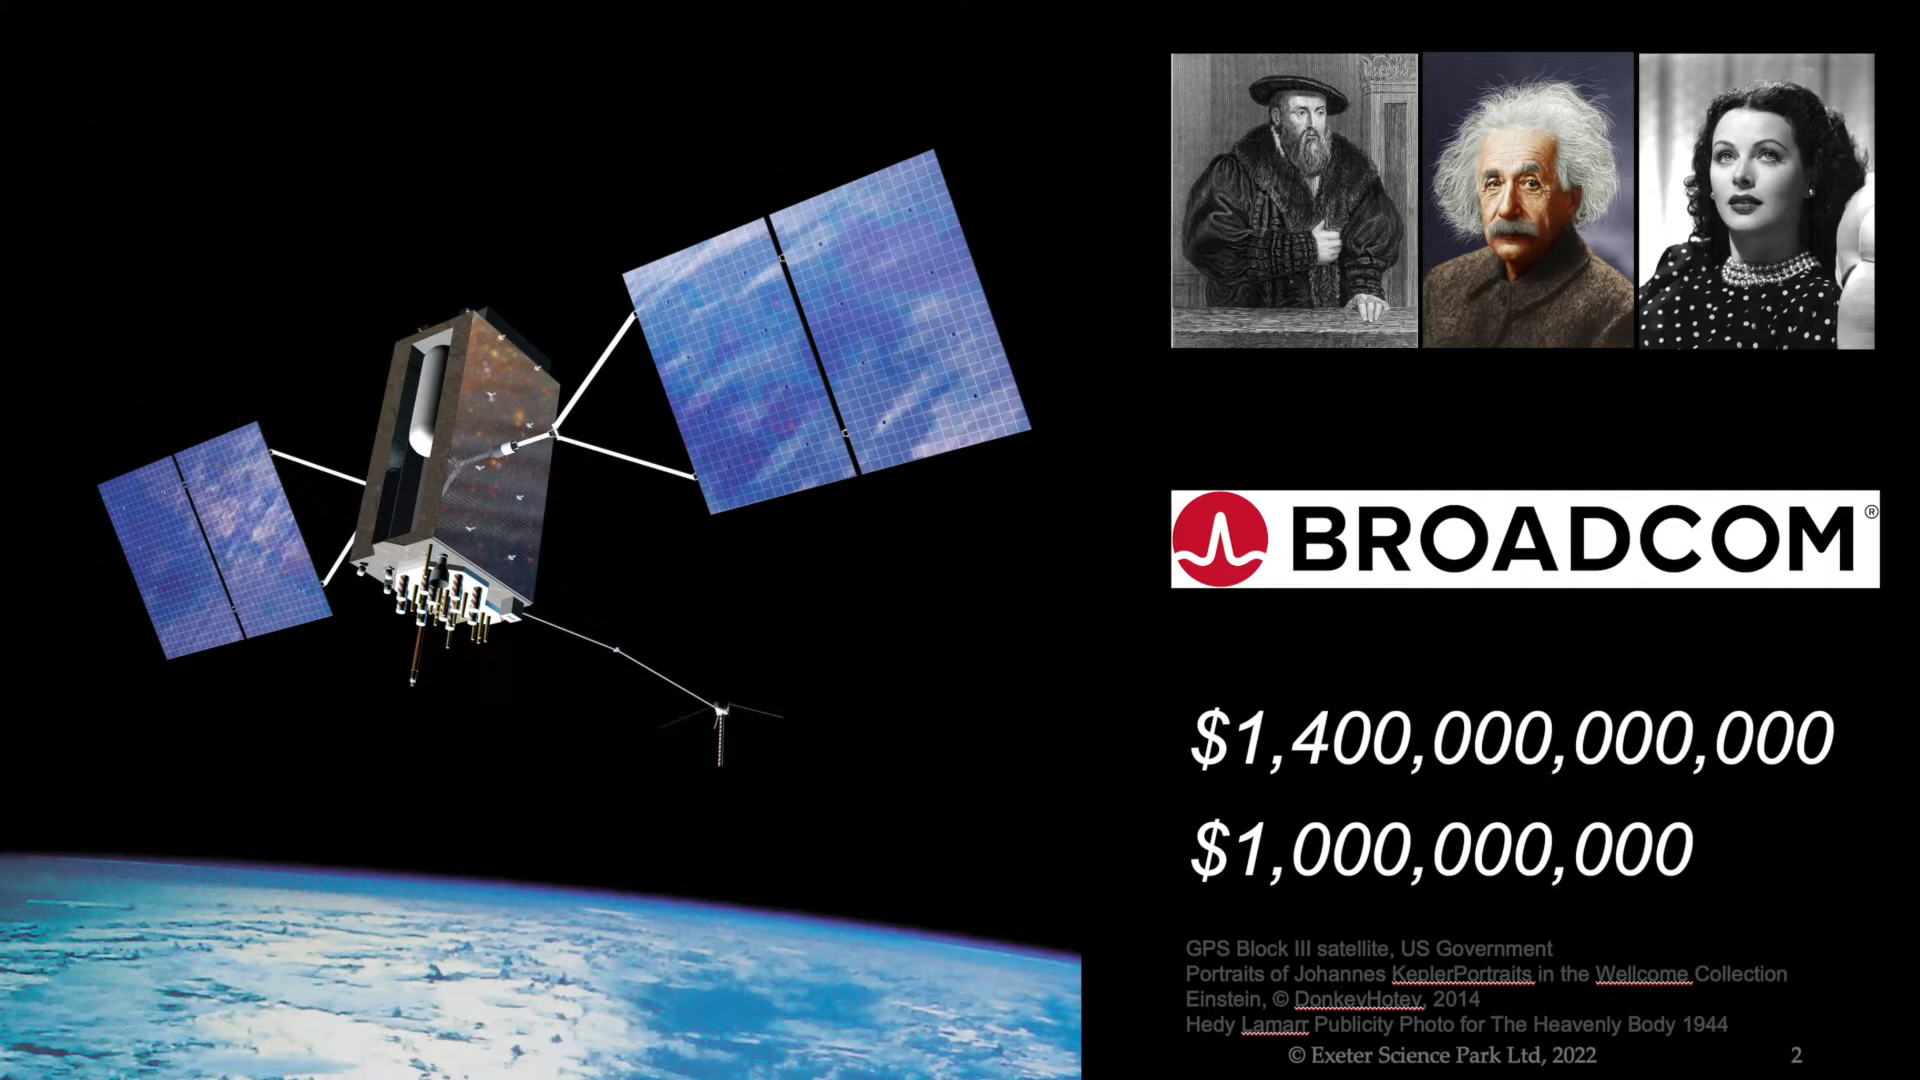 BROADCOM®
$1,400,000,000,000
$1,000,000,000
GPS Block III satellite, US Government
Portraits of Johannes KeplerPortraits in the Wellcome Collection
Einstein, © DonkeyHotey, 2014
Hedy Lamarr Publicity Photo for The Heavenly Body 1944
© Exeter Science Park Ltd, 2022
2